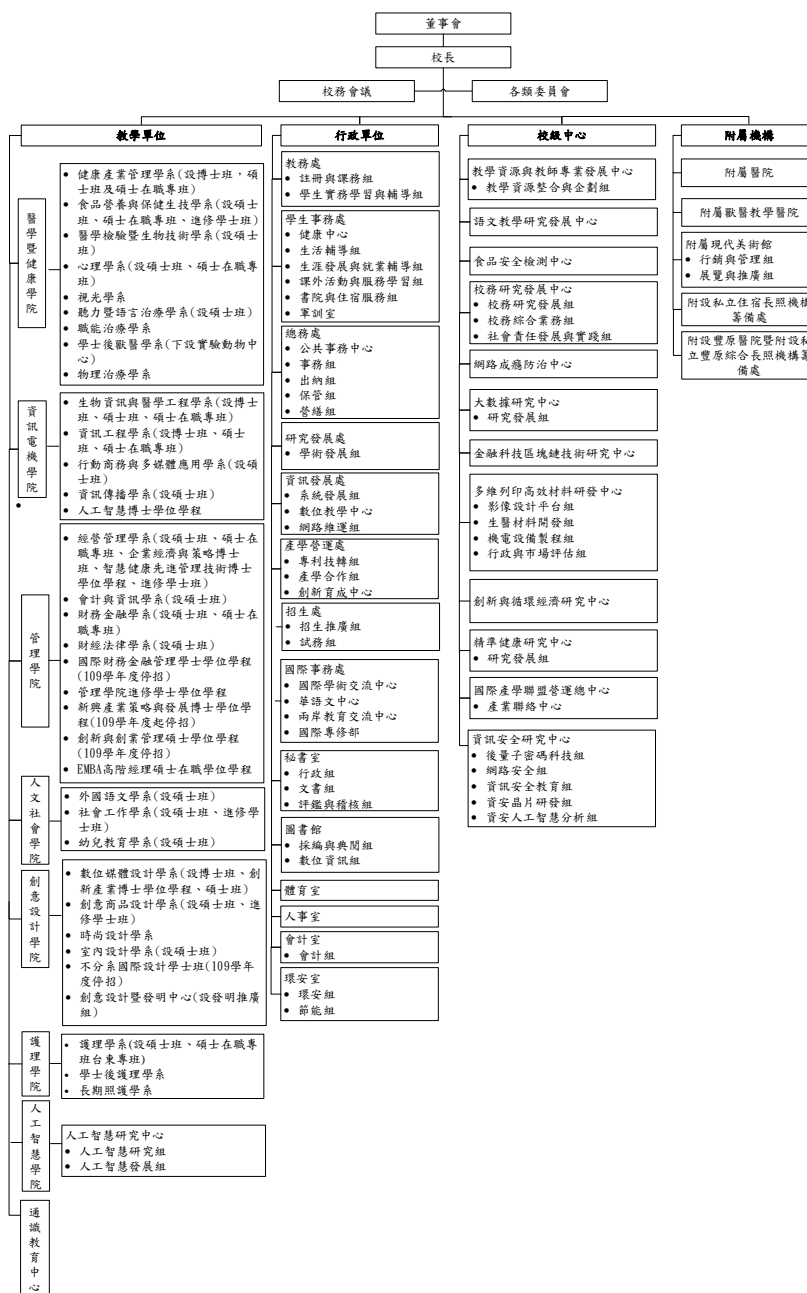 董事會
校長
校務會議
各類委員會
教學單位
醫學暨健康學院
• 健康產業管理學系(設博士班，碩
士班及碩士在職專班)
• 食品營養與保健生技學系(設碩士
班、碩士在職專班、進修學士班)
• 醫學檢驗暨生物技術學系(設碩士
班)
• 心理學系(設碩士班、碩士在職專
班)
• 視光學系
• 聽力暨語言治療學系(設碩士班)
• 職能治療學系
• 學士後獸醫學系(下設實驗動物中
心)
• 物理治療學系
資訊電機學院
• 生物資訊與醫學工程學系(設博士
班、碩士班、碩士在職專班)
• 資訊工程學系(設博士班、碩士
班、碩士在職專班)
• 行動商務與多媒體應用學系(設碩
士班)
• 資訊傳播學系(設碩士班)
• 人工智慧博士學位學程
管理學院
• 經營管理學系(設碩士班、碩士在
職專班、企業經濟與策略博士
班、智慧健康先進管理技術博士
學位學程、進修學士班)
• 會計與資訊學系(設碩士班)
• 財務金融學系(設碩士班、碩士在
職專班)
• 財經法律學系(設碩士班)
• 國際財務金融管理學士學位學程
(109學年度停招)
• 管理學院進修學士學位學程
• 新興產業策略與發展博士學位學
程(109學年度起停招)
• 創新與創業管理碩士學位學程
(109學年度停招)
• EMBA高階經理碩士在職學位學程
人文社會學院
• 外國語文學系(設碩士班)
• 社會工作學系(設碩士班、進修學
士班)
• 幼兒教育學系(設碩士班)
創意設計學院
• 數位媒體設計學系(設博士班、創
新產業博士學位學程、碩士班)
• 創意商品設計學系(設碩士班、進
修學士班)
• 時尚設計學系
• 室內設計學系(設碩士班)
• 不分系國際設計學士班(109學年
度停招)
• 創意設計暨發明中心(設發明推廣
組)
護理學院
• 護理學系(設碩士班、碩士在職專
班台東專班)
• 學士後護理學系
• 長期照護學系
人工智慧學院
人工智慧研究中心
• 人工智慧研究組
• 人工智慧發展組
通識教育中心
行政單位
教務處
• 註冊與課務組
• 學生實務學習與輔導組
學生事務處
• 健康中心
• 生活輔導組
• 生涯發展與就業輔導組
• 課外活動與服務學習組
• 書院與住宿服務組
• 軍訓室
總務處
• 公共事務中心
• 事務組
• 出納組
• 保管組
• 營繕組
研究發展處
• 學術發展組
資訊發展處
• 系統發展組
• 數位教學中心
• 網路維運組
產學營運處
• 專利技轉組
• 產學合作組
• 創新育成中心
招生處
• 招生推廣組
• 試務組
國際事務處
• 國際學術交流中心
• 華語文中心
• 兩岸教育交流中心
• 國際專修部
秘書室
• 行政組
• 文書組
• 評鑑與稽核組
圖書館
• 採編與典閱組
• 數位資訊組
體育室
人事室
會計室
• 會計組
環安室
• 環安組
• 節能組
校級中心
教學資源與教師專業發展中心
• 教學資源整合與企劃組
語文教學研究發展中心
食品安全檢測中心
校務研究發展中心
• 校務研究發展組
• 校務綜合業務組
• 社會責任發展與實踐組
網路成癮防治中心
大數據研究中心
• 研究發展組
金融科技區塊鏈技術研究中心
多維列印高效材料研發中心
• 影像設計平台組
• 生醫材料開發組
• 機電設備製程組
• 行政與市場評估組
創新與循環經濟研究中心
精準健康研究中心
• 研究發展組
國際產學聯盟營運總中心
• 產業聯絡中心
資訊安全研究中心
• 後量子密碼科技組
• 網路安全組
• 資訊安全教育組
• 資安晶片研發組
• 資安人工智慧分析組
附屬機構
附屬醫院
附屬獸醫教學醫院
附屬現代美術館
• 行銷與管理組
• 展覽與推廣組
附設私立住宿長照機構
籌備處
附設豐原醫院暨附設私
立豐原綜合長照機構籌
備處